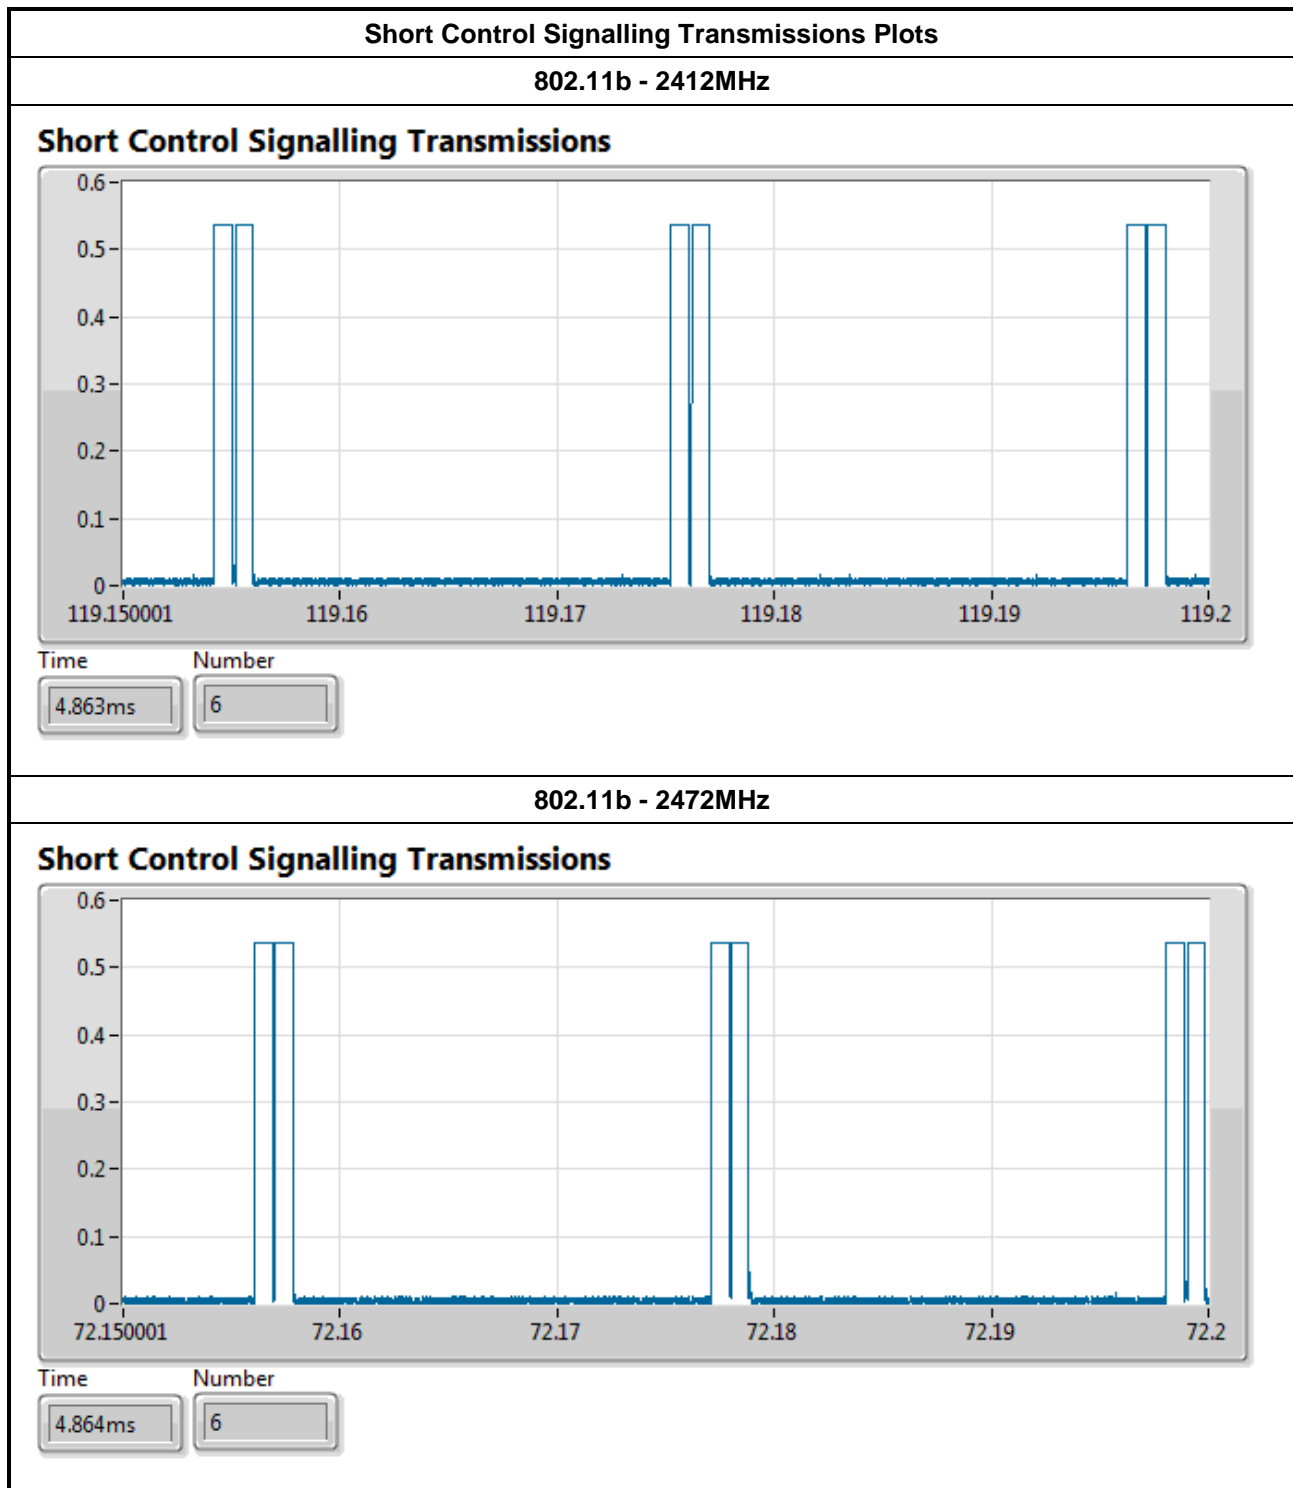 Short Control Signalling Transmissions Plots
802.11b - 2412MHz
Short Control Signalling Transmissions
0.6
0.5
0.4
0.3
0.2
0.1
0
119.150001 119.16 119.17 119.18 119.19 119.2
Time Number
4.863ms 6
802.11b - 2472MHz
Short Control Signalling Transmissions
0.6
0.5
0.4
0.3
0.2
0.1
0
72.150001 72.16 72.17 72.18 72.19 72.2
Time Number
4.864ms 6